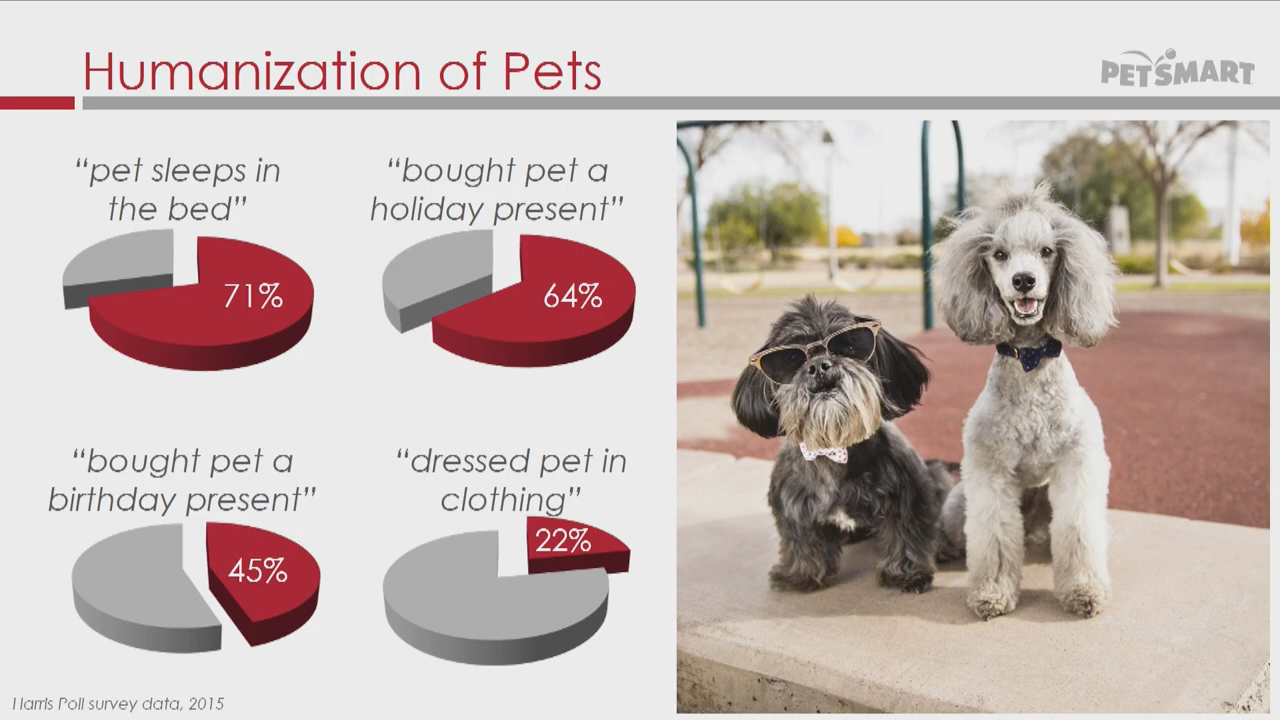 Humanization of Pets
PETSMART
“pet sleeps in
the bed”
71%
“bought pet a
holiday present”
64%
“bought pet a
birthday present”
45%
“dressed pet in
clothing”
22%
Harris Poll survey data, 2015